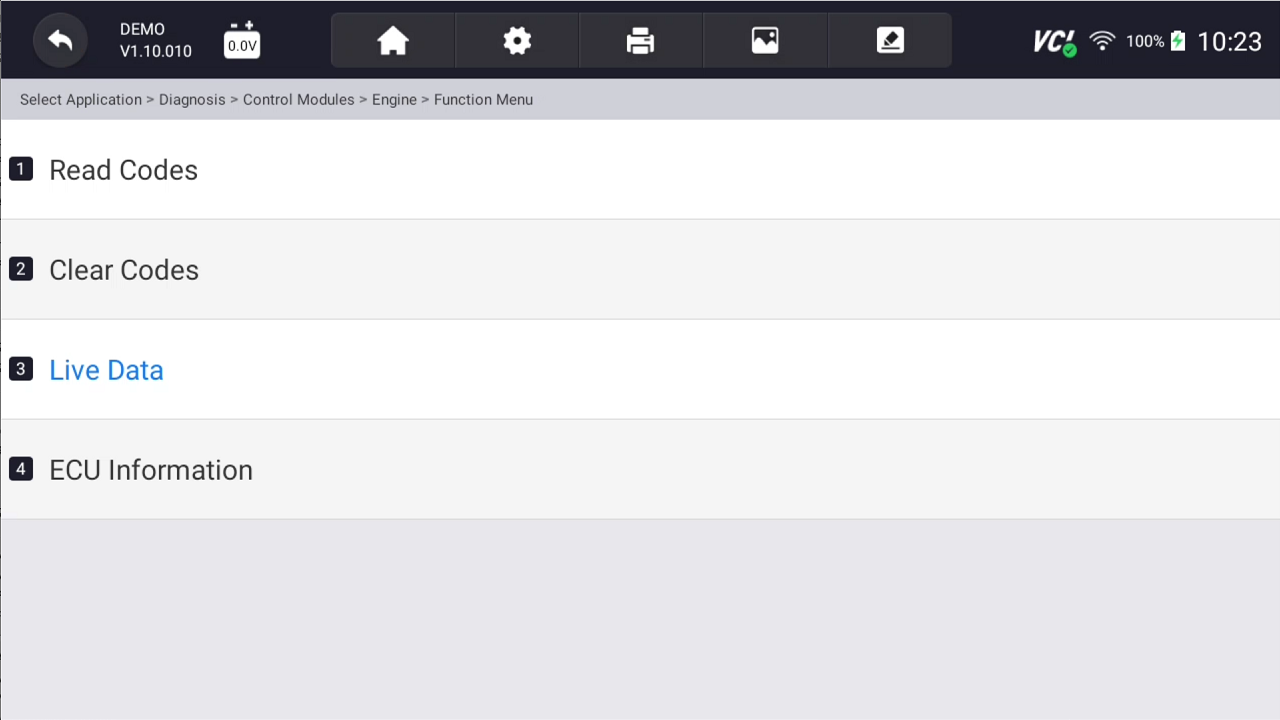 DEMO
V1.10.010
0.0V
VCI
100%
10:23
Select Application > Diagnosis > Control Modules > Engine > Function Menu
1 Read Codes
2 Clear Codes
3 Live Data
4 ECU Information